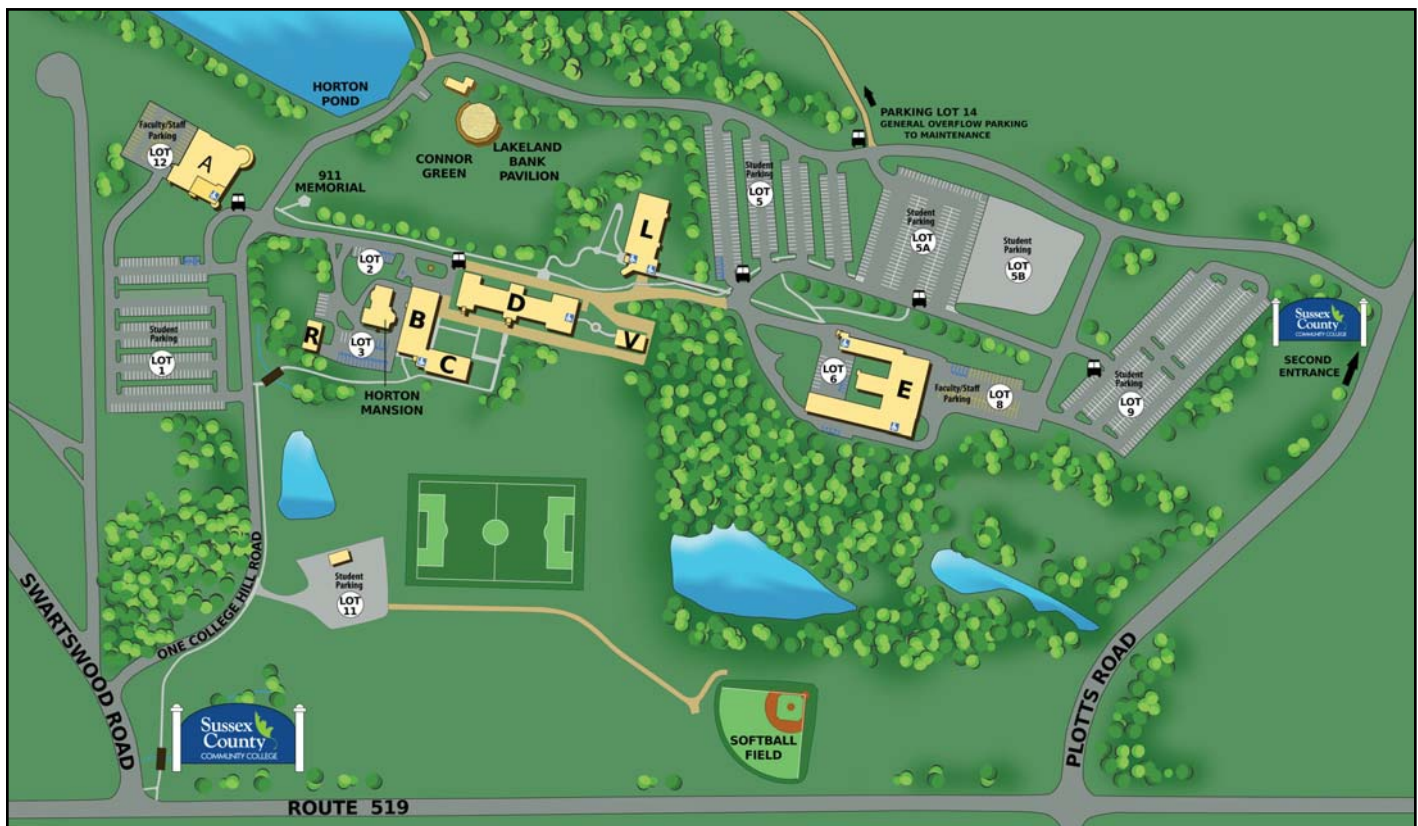 HORTON
POND
PARKING LOT 14
GENERAL OVERFLOW PARKING
TO MAINTENANCE
Faculty/Staff
Parking
LOT
12
A
CONNOR
GREEN
LAKELAND
BANK
PAVILION
911
MEMORIAL
Student
Parking
LOT
5
Student
Parking
LOT
5A
Student
Parking
LOT
5B
L
LOT
2
D
B
R
LOT
3
C
V
HORTON
MANSION
Student
Parking
LOT
1
LOT
6
E
Faculty/Staff
Parking
LOT
8
Student
Parking
LOT
9
Sussex
County
COMMUNITY COLLEGE
SECOND
ENTRANCE
Student
Parking
LOT
11
ONE COLLEGE HILL ROAD
SWARTSWOOD ROAD
PLOTTS ROAD
Sussex
County
COMMUNITY COLLEGE
SOFTBALL
FIELD
ROUTE 519